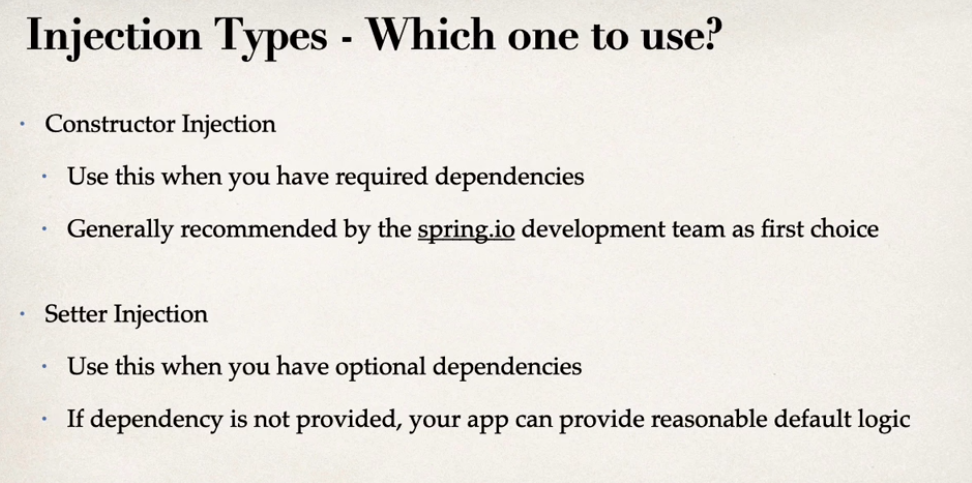 Injection Types - Which one to use?
• Constructor Injection
• Use this when you have required dependencies
• Generally recommended by the spring.io development team as first choice
• Setter Injection
• Use this when you have optional dependencies
• If dependency is not provided, your app can provide reasonable default logic